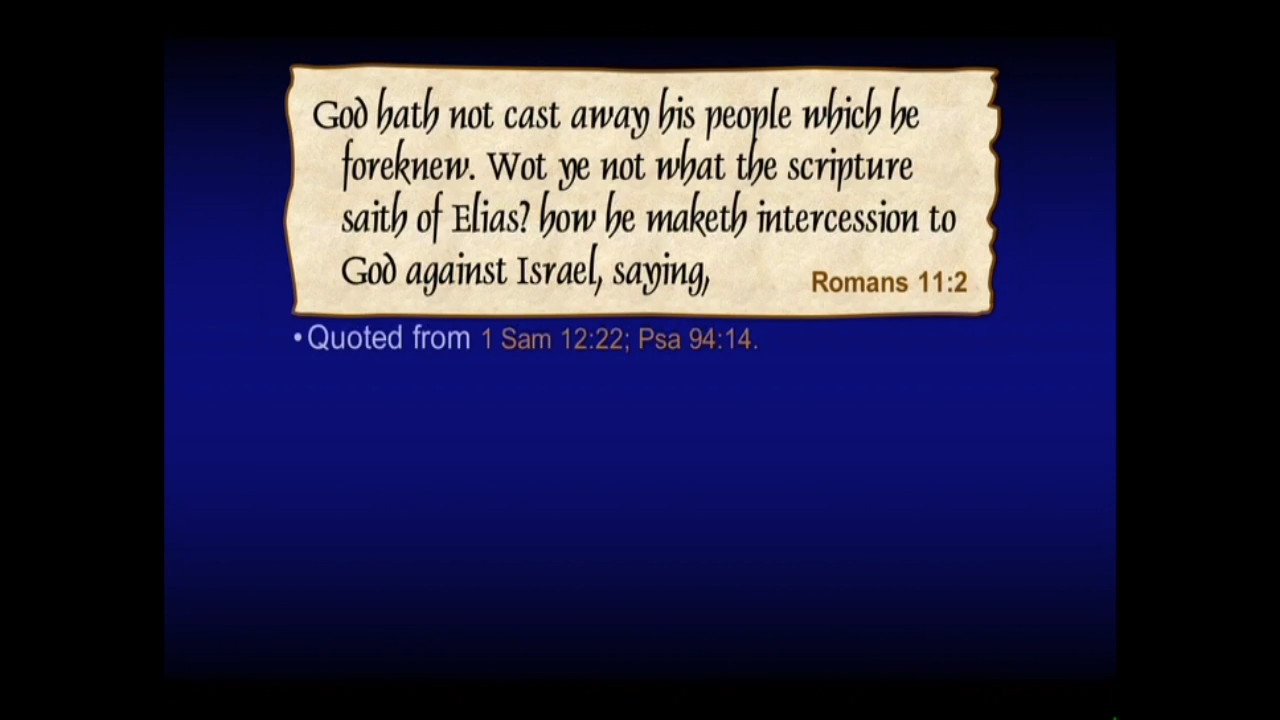 God hath not cast away his people which he
foreknew. Wot ye not what the scripture
saith of Elias? how he maketh intercession to
God against Israel, saying,
Romans 11:2
•Quoted from 1 Sam 12:22; Psa 94:14.